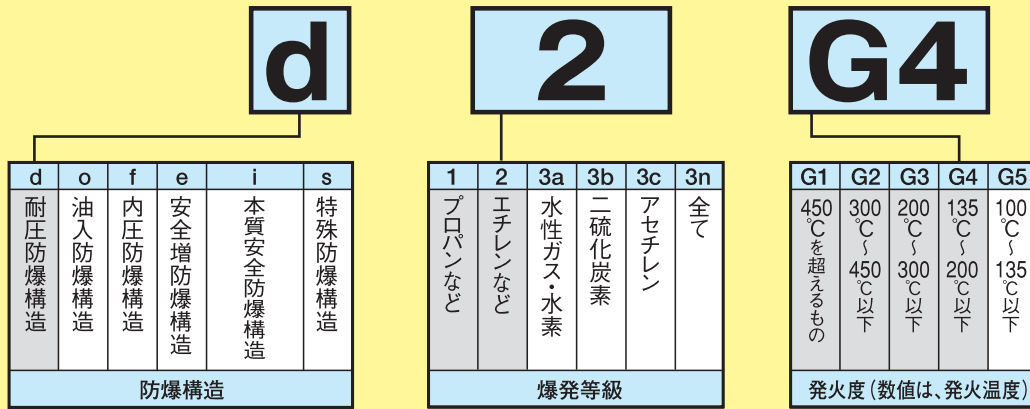 d
2
G4
d
o
f
e
i
s
耐圧防爆構造
油入防爆構造
内圧防爆構造
安全増防爆構造
本質安全防爆構造
特殊防爆構造
防爆構造
1
2
3a
3b
3c
3n
プロパンなど
エチレンなど
水性ガス・水素
二硫化炭素
アセチレン
全て
爆発等級
G1
G2
G3
G4
G5
450℃を超えるもの
300℃〜450℃以下
200℃〜300℃以下
135℃〜200℃以下
100℃〜135℃以下
発火度(数値は、発火温度)